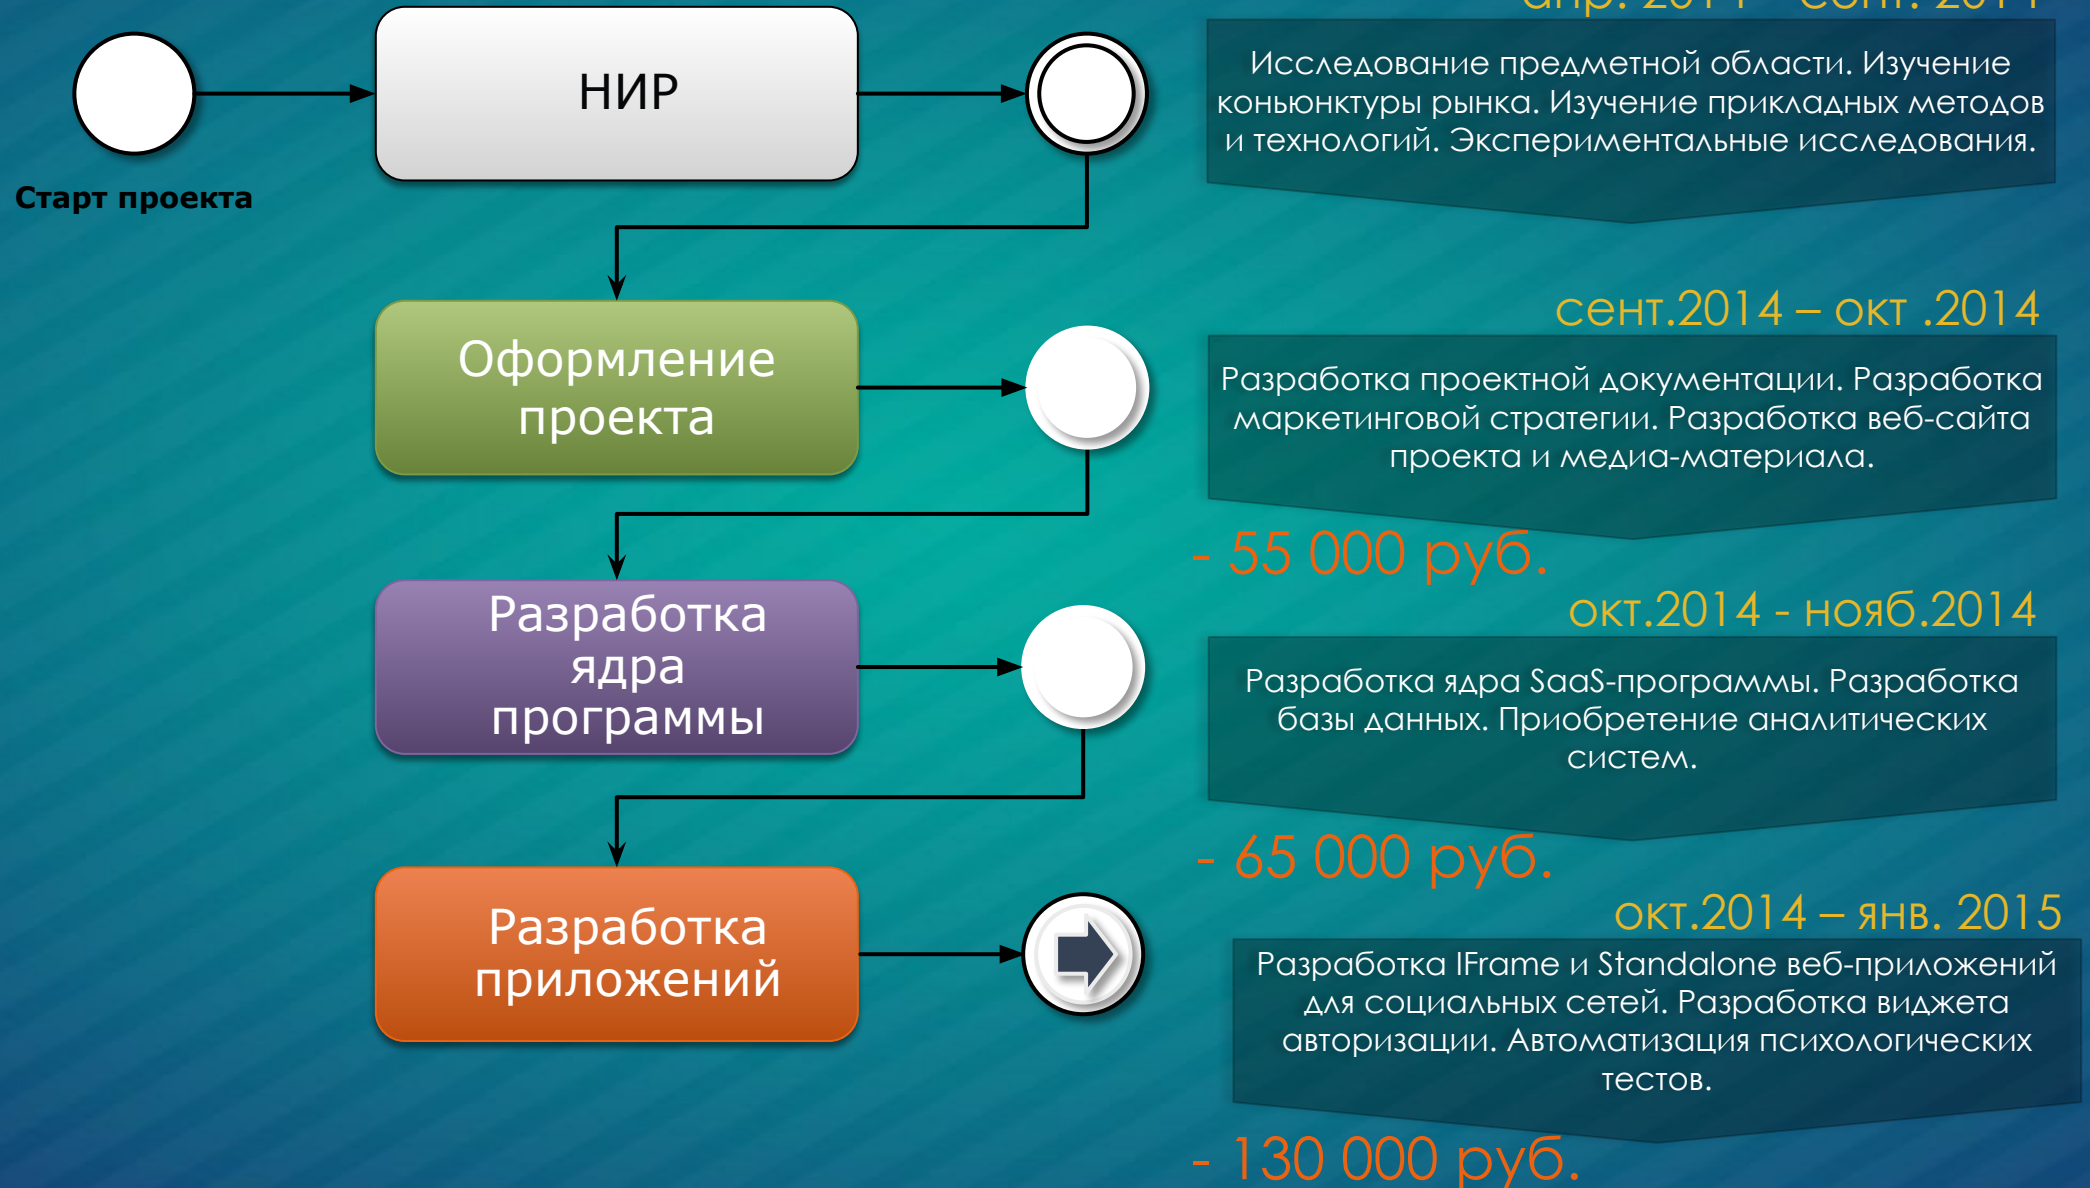 апр. 2014 – сент. 2014
НИР
Исследование предметной области. Изучение
коньюнктуры рынка. Изучение прикладных методов
и технологий. Экспериментальные исследования.
Старт проекта
сент.2014 – окт .2014
Оформление
проекта
Разработка проектной документации. Разработка
маркетинговой стратегии. Разработка веб-сайта
проекта и медиа-материала.
- 55 000 руб.
окт.2014 - нояб.2014
Разработка
ядра
программы
Разработка ядра SaaS-программы. Разработка
базы данных. Приобретение аналитических
систем.
- 65 000 руб.
окт.2014 – янв. 2015
Разработка
приложений
Разработка IFrame и Standalone веб-приложений
для социальных сетей. Разработка виджета
авторизации. Автоматизация психологических
тестов.
- 130 000 руб.